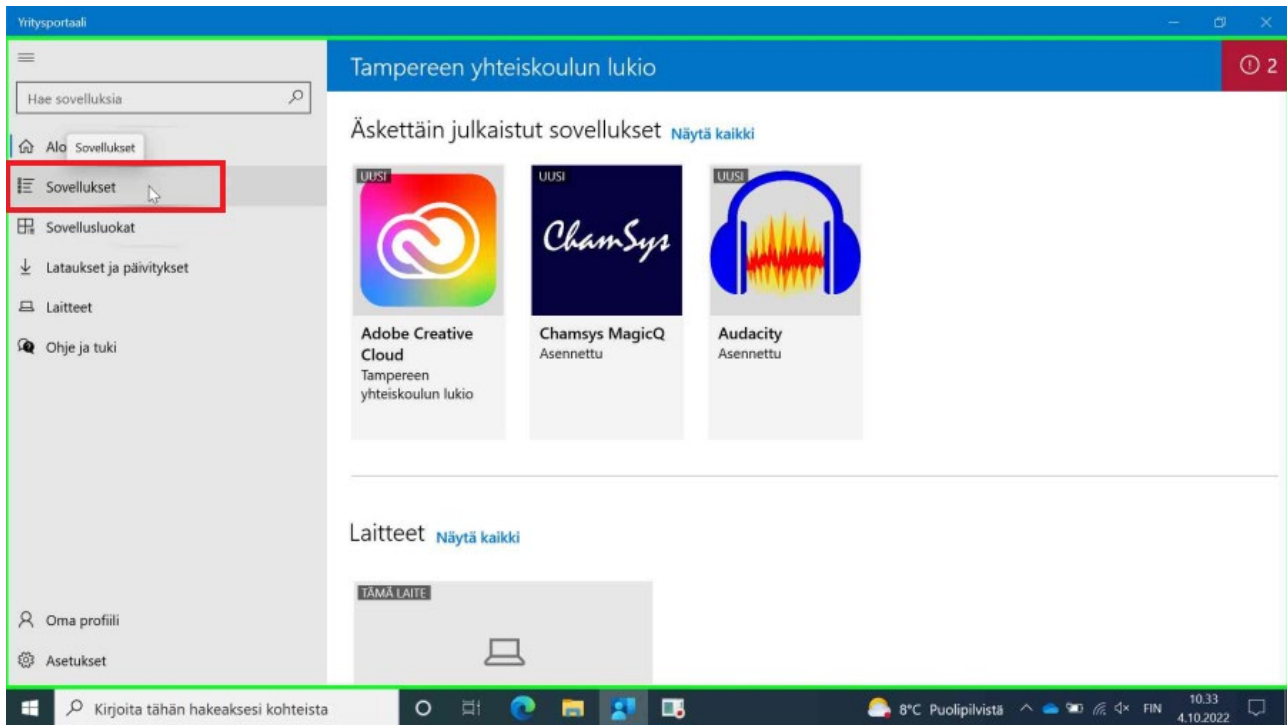 Yritysportaali
Tampereen yhteiskoulun lukio
2
Hae sovelluksia
Alo
Sovellukset
Sovellukset
Sovellusluokat
Lataukset ja päivitykset
Laitteet
Ohje ja tuki
Oma profiili
Asetukset
Äskettäin julkaistut sovellukset Näytä kaikki
UUSI
Adobe Creative
Cloud
Tampereen
yhteiskoulun lukio
UUSI
ChamSys
Chamsys MagicQ
Asennettu
UUSI
Audacity
Asennettu
Laitteet Näytä kaikki
TÄMÄ LAITE
Kirjoita tähän hakeaksesi kohteista
8°C Puolipilvistä
FIN
10.33
4.10.2022